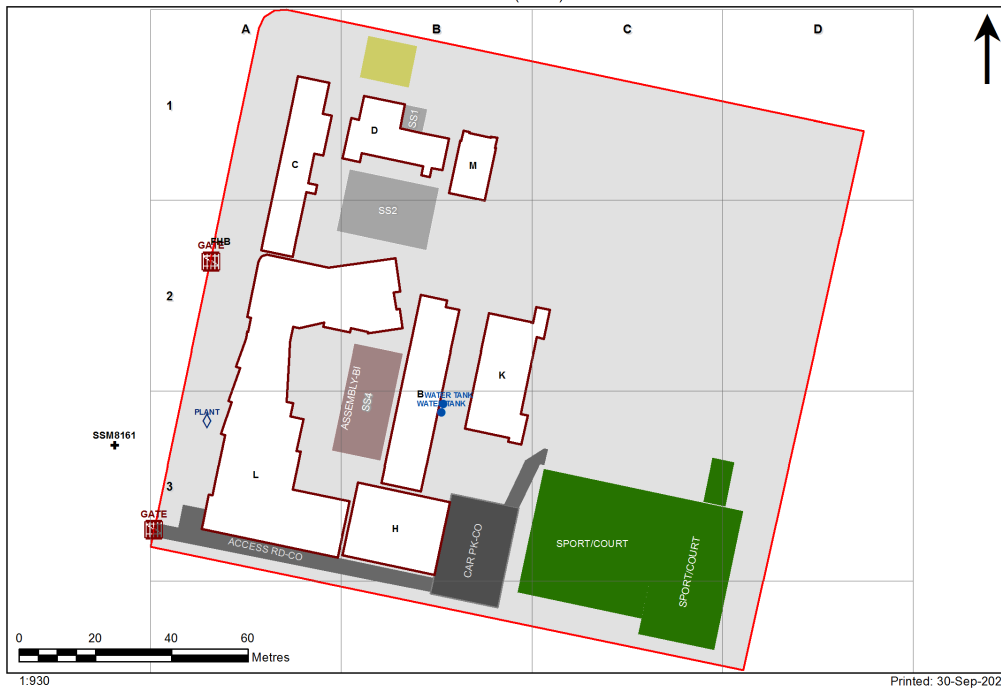 A
B
C
D
1
SS1
D
M
C
SS2
FHB
GATE
2
K
ASSEMBLY-BI
SS4
B
WATER TANK
WATER TANK
PLANT
SSM8161
3
L
GATE
H
ACCESS RD-CO
CAR PK-CO
SPORT/COURT
SPORT/COURT
0 20 40 60
Metres
1:930
Printed: 30-Sep-202